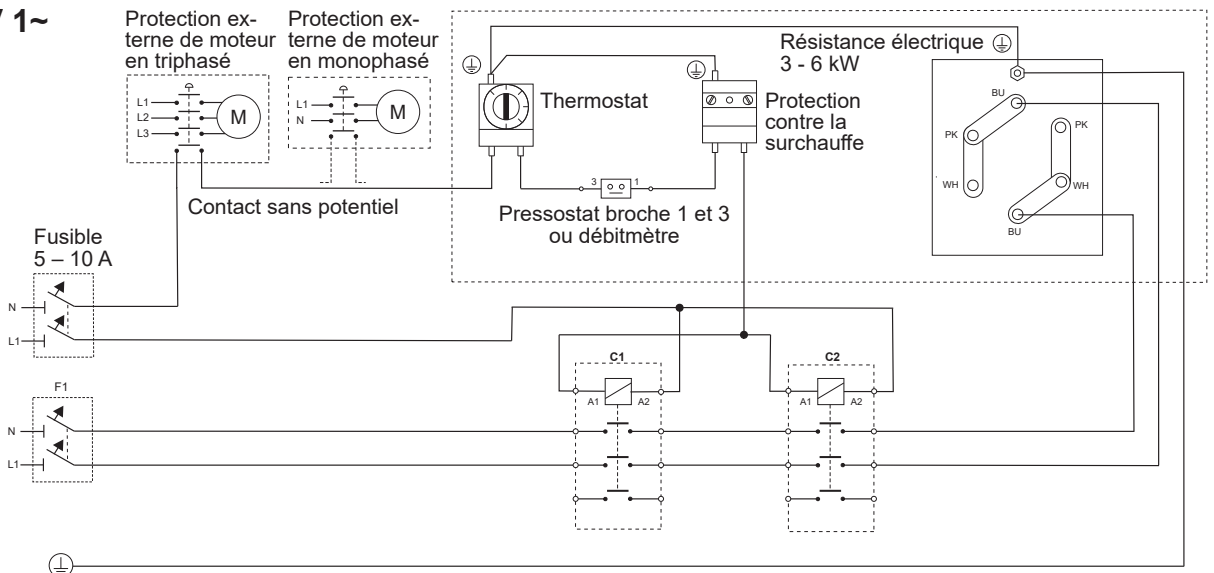 / 1~
Protection ex-
terne de moteur
en triphasé
Protection ex-
terne de moteur
en monophasé
L1
L2
L3
M
L1
N
M
Contact sans potentiel
Thermostat
Protection
contre la
surchauffe
3
1
Pressostat broche 1 et 3
ou débitmètre
Résistance électrique
3 - 6 kW
BU
PK
WH
PK
WH
BU
Fusible
5 – 10 A
N
L1
C1
A1
A2
C2
A1
A2
F1
N
L1